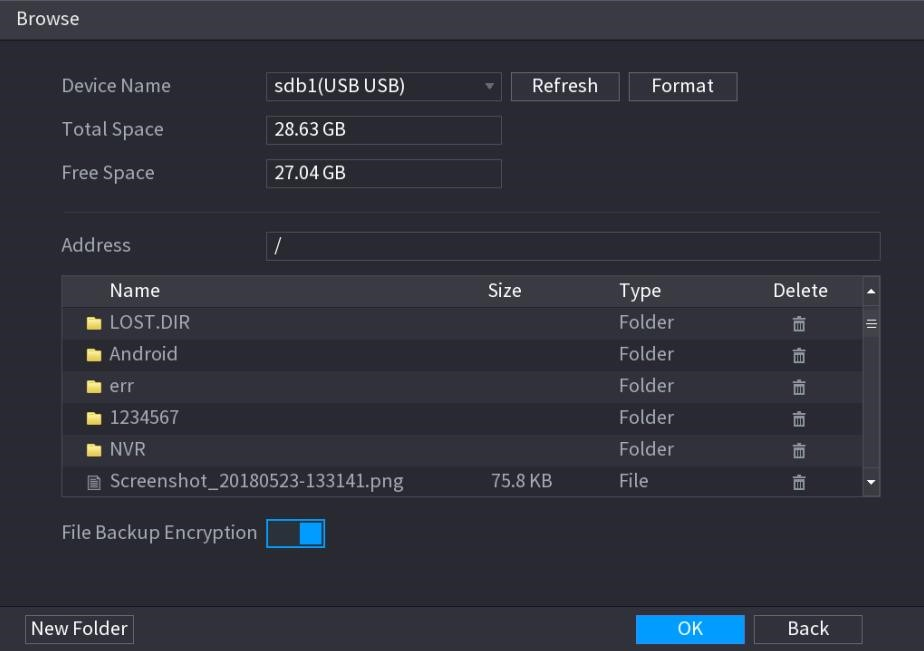 Browse
Device Name sdb1(USB USB) Refresh Format
Total Space 28.63 GB
Free Space 27.04 GB
Address /
Name Size Type Delete
LOST.DIR Folder
Android Folder
err Folder
1234567 Folder
NVR Folder
Screenshot_20180523-133141.png 75.8 KB File
File Backup Encryption
New Folder OK Back